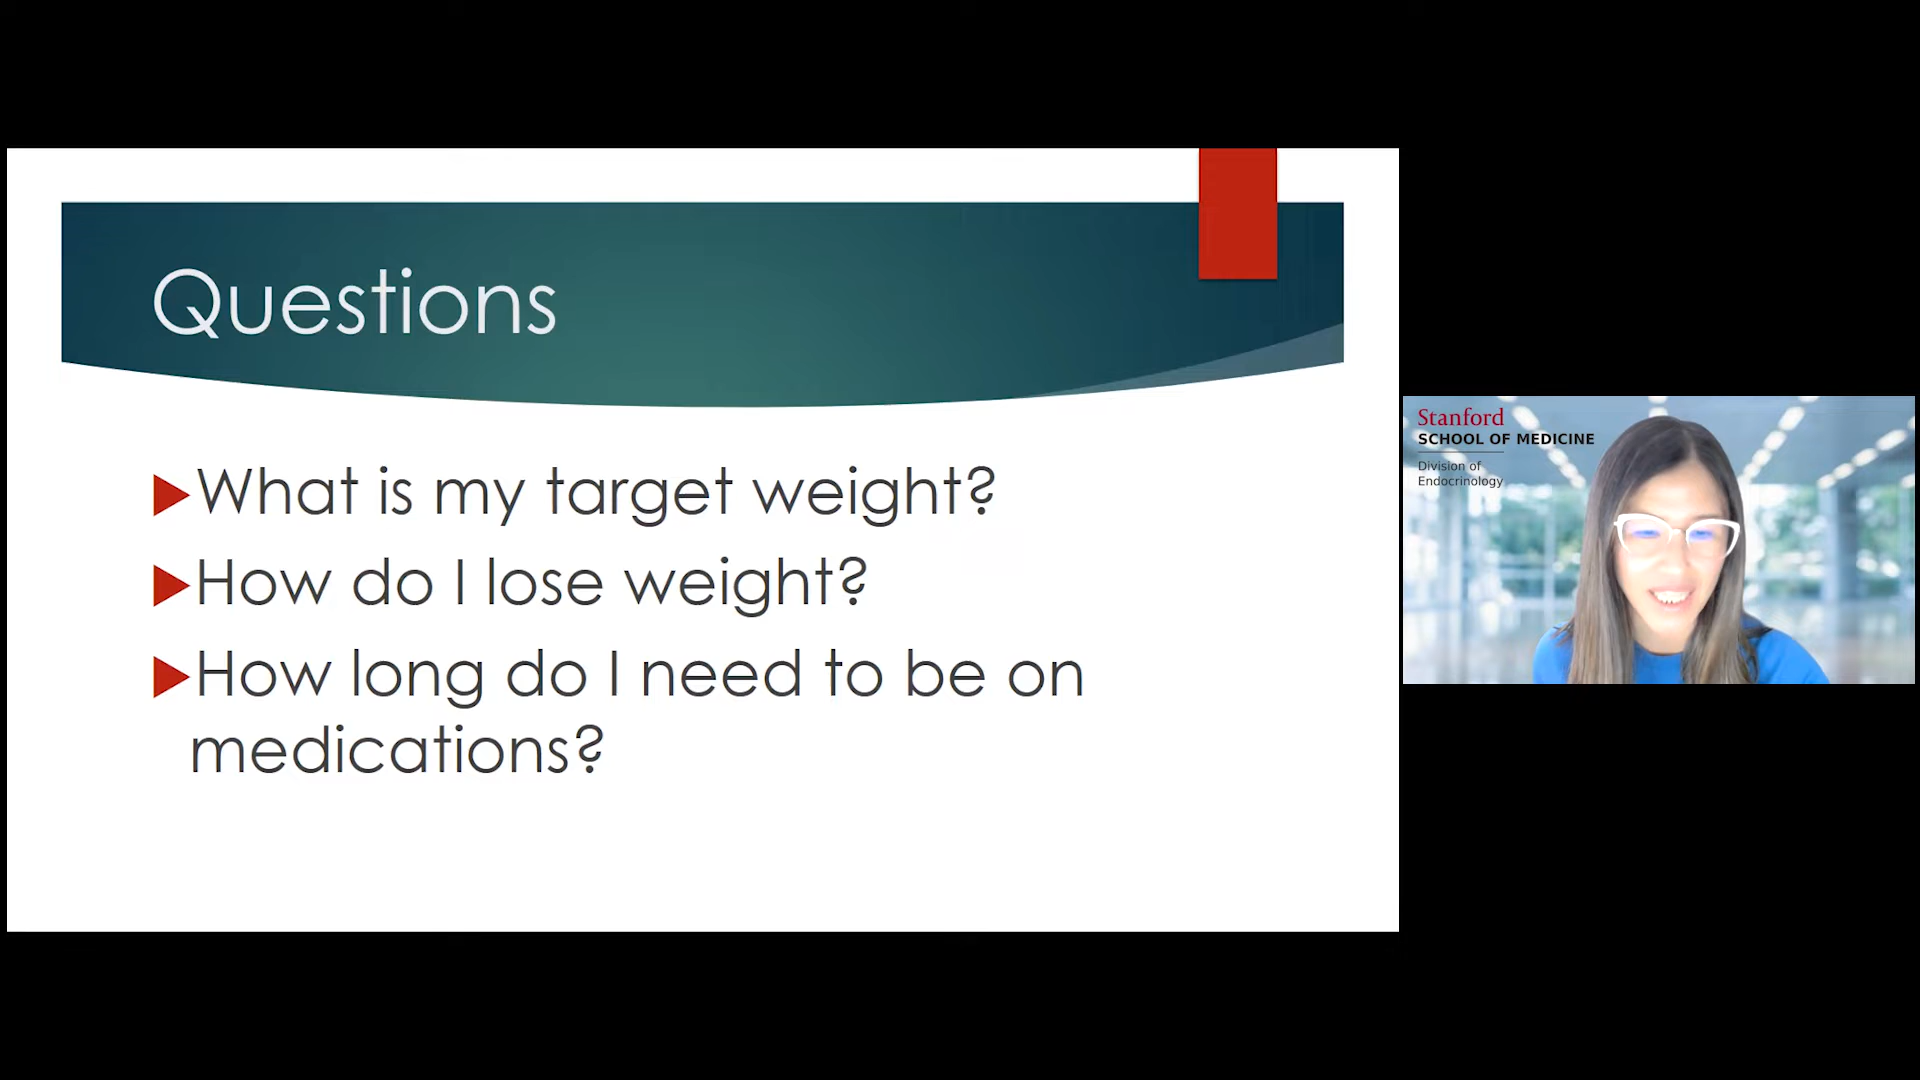 Questions
What is my target weight?
How do I lose weight?
How long do I need to be on
medications?
Stanford
SCHOOL OF MEDICINE
Division of
Endocrinology